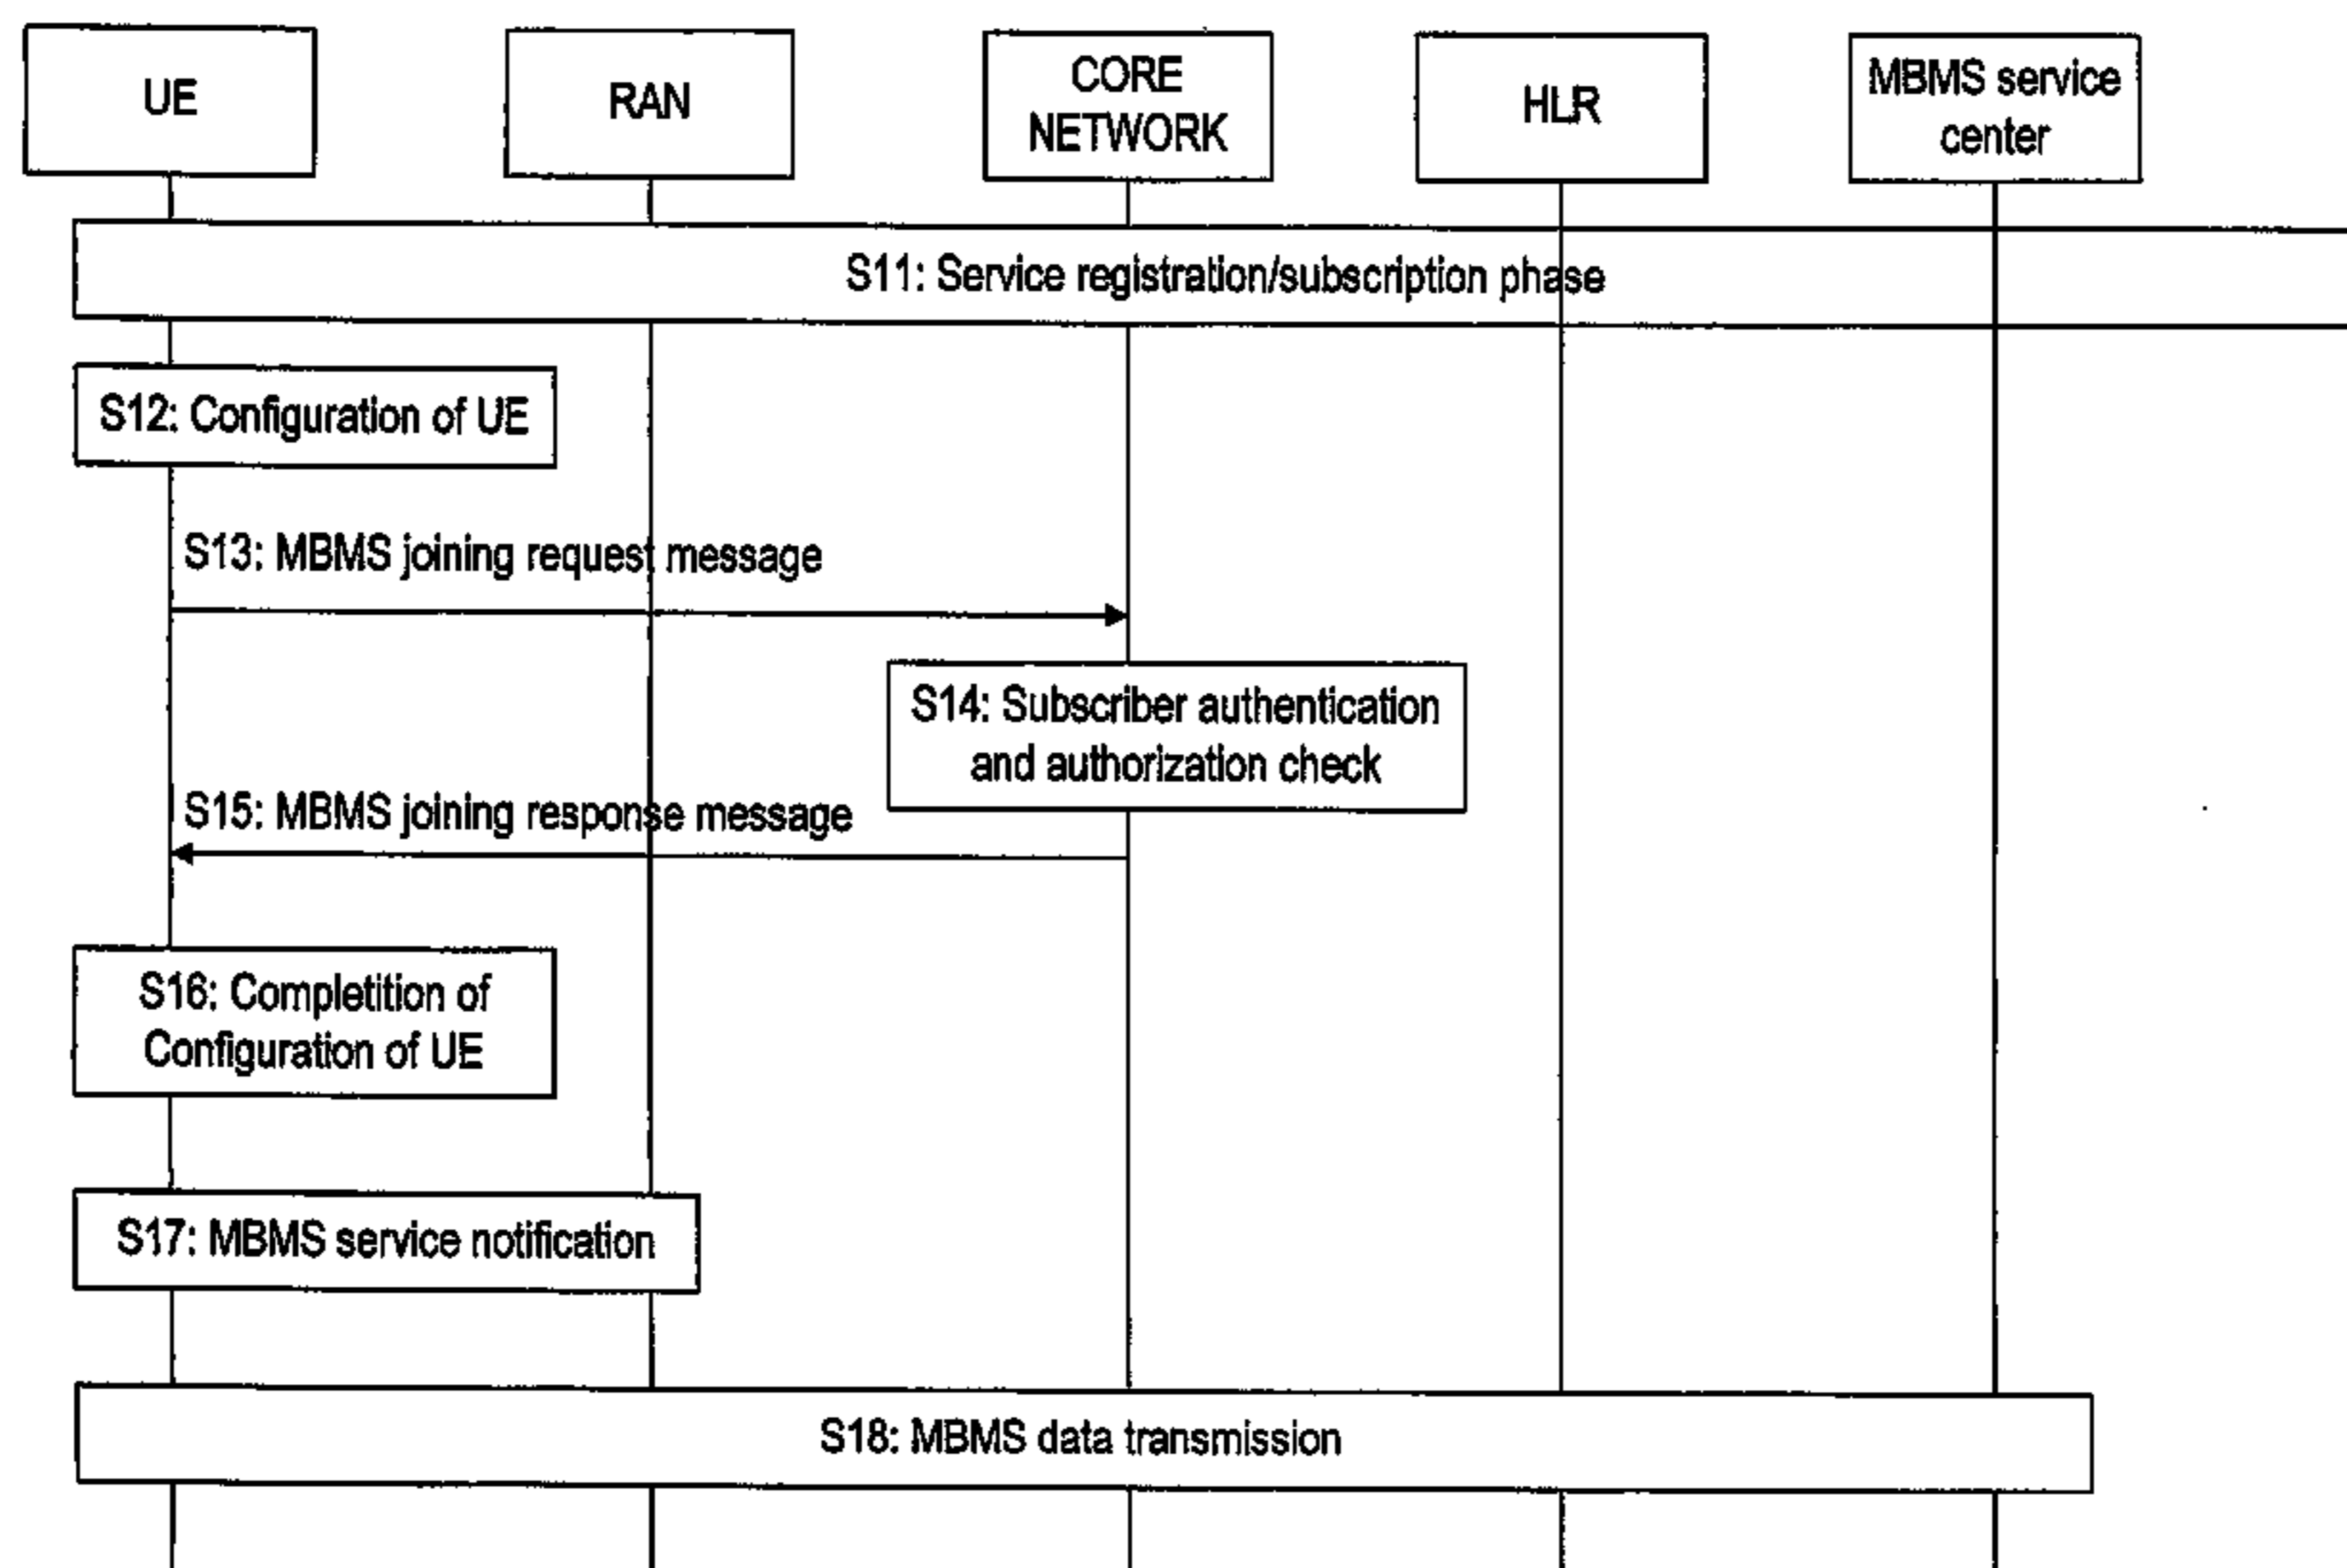 UE
RAN
CORE
NETWORK
HLR
MBMS service
center
S11: Service registration/subscription phase
S12: Configuration of UE
S13: MBMS joining request message
S14: Subscriber authentication
and authorization check
S15: MBMS joining response message
S16: Completition of
Configuration of UE
S17: MBMS service notification
S18: MBMS data transmission